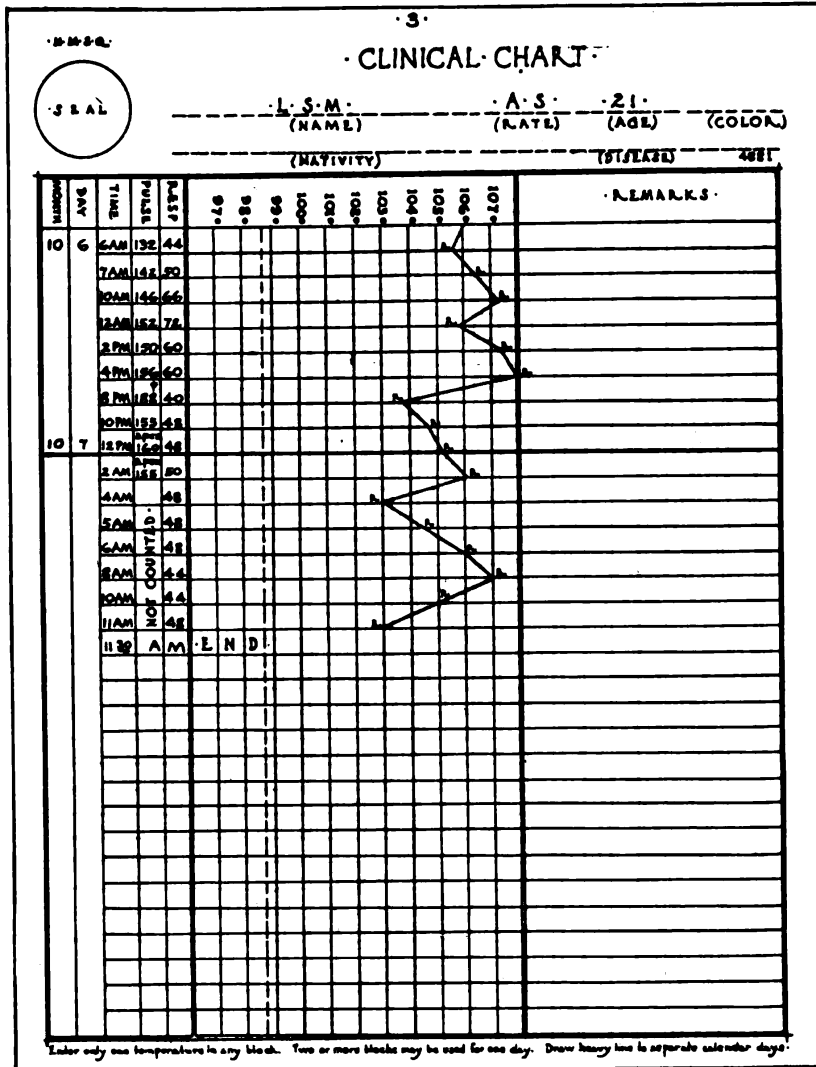 ·3·
·CLINICAL·CHART·
·SEAL
·L·S·M· ·A·S· ·21·
(NAME) (RATE) (AGE) (COLOR)
(NATIVITY) (DISEASE) 4881
MONTH DAY TIME PULSE RESP 97° 98° 99° 100° 101° 102° 103° 104° 105° 106° 107° ·REMARKS·
10 6 6AM 132 44
7AM 142 50
10AM 146 66
12AM 152 72
2PM 150 60
4PM 156 60
8PM 40
10PM 153 48
10 7 12PM 160 48
2AM 155 50
4AM 48
5AM 48
6AM 48
8AM 44
10AM 44
11AM 48
NOT COUNTED·
11 30 A M ·E N D·
Enter only one temperature in any block. Two or more blocks may be used for one day. Draw heavy line to separate calendar days·